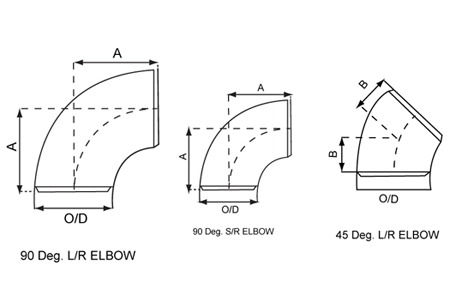 A
A
O/D
90 Deg. L/R ELBOW
A
A
O/D
90 Deg. S/R ELBOW
B
B
O/D
45 Deg. L/R ELBOW